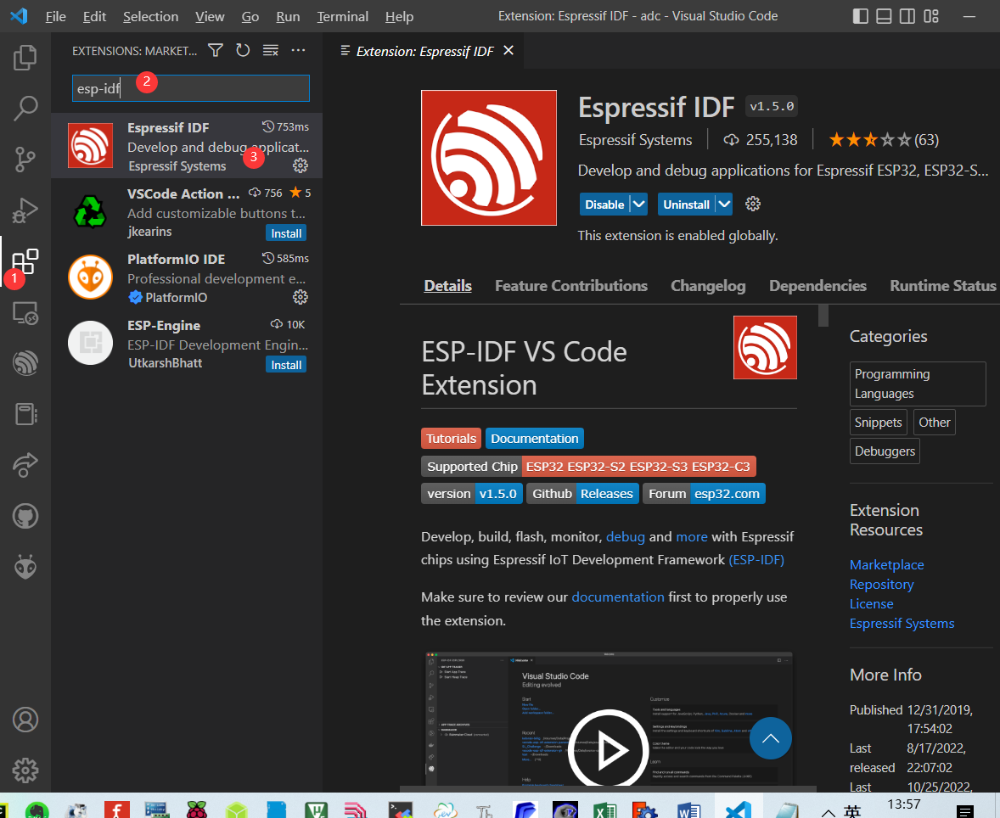 File Edit Selection View Go Run Terminal Help
Extension: Espressif IDF - adc - Visual Studio Code
EXTENSIONS: MARKET...
esp-idf
2
Espressif IDF
753ms
Develop and debug applicat...
Espressif Systems
3
VSCode Action ...
756
5
Add customizable buttons t...
jkearins
Install
PlatformIO IDE
585ms
Professional development e...
PlatformIO
ESP-Engine
10K
ESP-IDF Development Engin...
UtkarshBhatt
Install
1
Extension: Espressif IDF
Espressif IDF v1.5.0
Espressif Systems
255,138
(63)
Develop and debug applications for Espressif ESP32, ESP32-S...
Disable
Uninstall
This extension is enabled globally.
Details Feature Contributions Changelog Dependencies Runtime Status
ESP-IDF VS Code
Extension
Tutorials Documentation
Supported Chip ESP32 ESP32-S2 ESP32-S3 ESP32-C3
version v1.5.0 Github Releases Forum esp32.com
Develop, build, flash, monitor, debug and more with Espressif
chips using Espressif IoT Development Framework (ESP-IDF)
Make sure to review our documentation first to properly use
the extension.
Visual Studio Code
Editing evolved
Start
Customize
Recent
Learn
Help
Categories
Programming
Languages
Snippets Other
Debuggers
Extension
Resources
Marketplace
Repository
License
Espressif Systems
More Info
Published 12/31/2019,
17:54:02
Last 8/17/2022,
released 22:07:02
Last 10/25/2022,
英
13:57